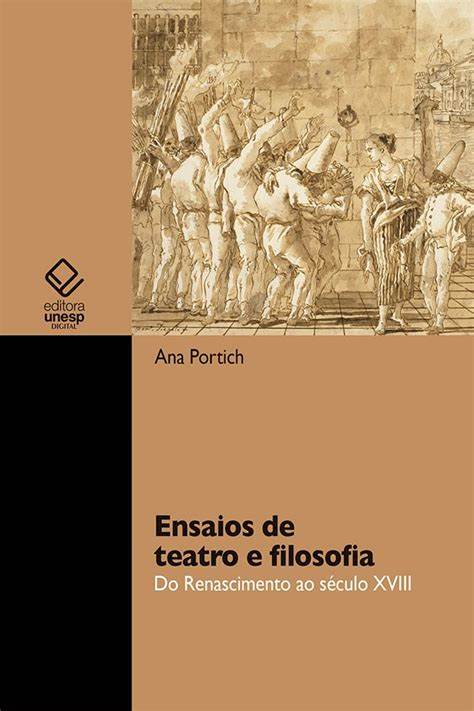 editora
unesp
DIGITAL
Ana Portich
Ensaios de
teatro e filosofia
Do Renascimento ao século XVIII